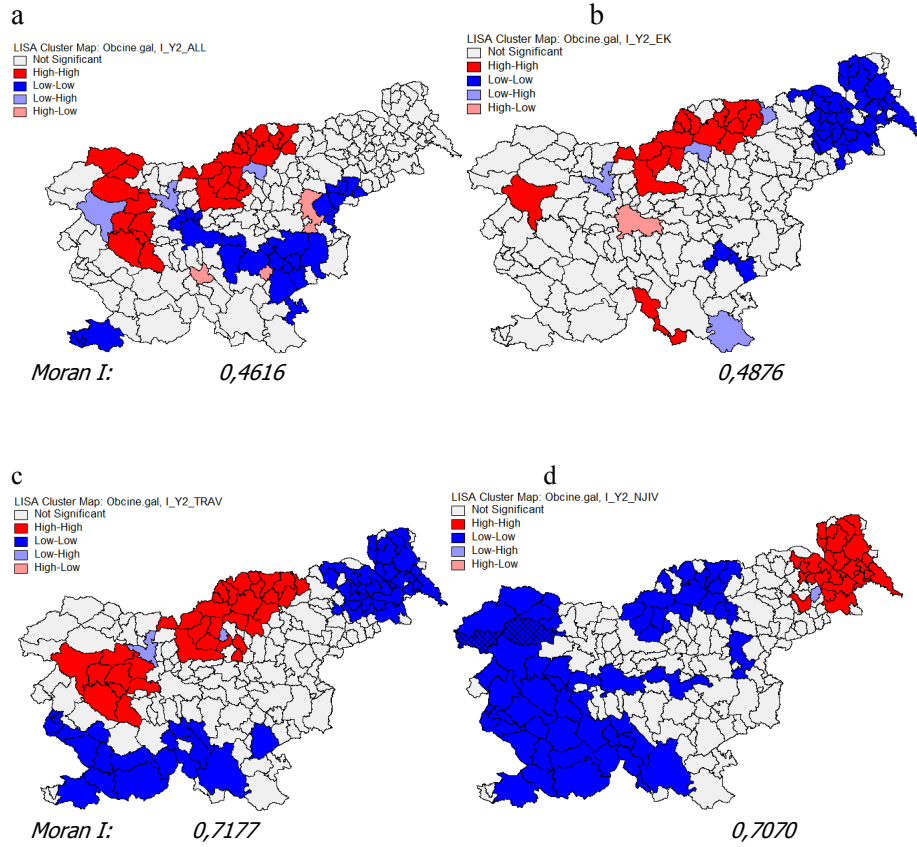 a
LISA Cluster Map: Obcine.gal, I_Y2_ALL
Not Significant
High-High
Low-Low
Low-High
High-Low
Moran I: 0,4616
b
LISA Cluster Map: Obcine.gal, I_Y2_EK
Not Significant
High-High
Low-Low
Low-High
High-Low
0,4876
c
LISA Cluster Map: Obcine.gal, I_Y2_TRAV
Not Significant
High-High
Low-Low
Low-High
High-Low
Moran I: 0,7177
d
LISA Cluster Map: Obcine.gal, I_Y2_NJIV
Not Significant
High-High
Low-Low
Low-High
High-Low
0,7070